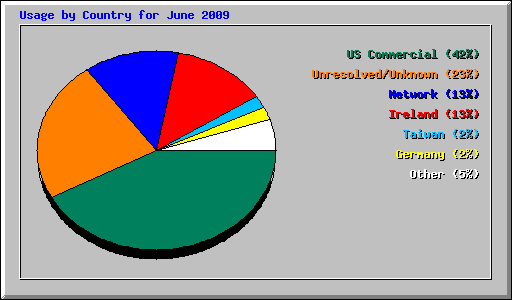 Usage by Country for June 2009
US Commercial (42%)
Unresolved/Unknown (23%)
Network (13%)
Ireland (13%)
Taiwan (2%)
Germany (2%)
Other (5%)